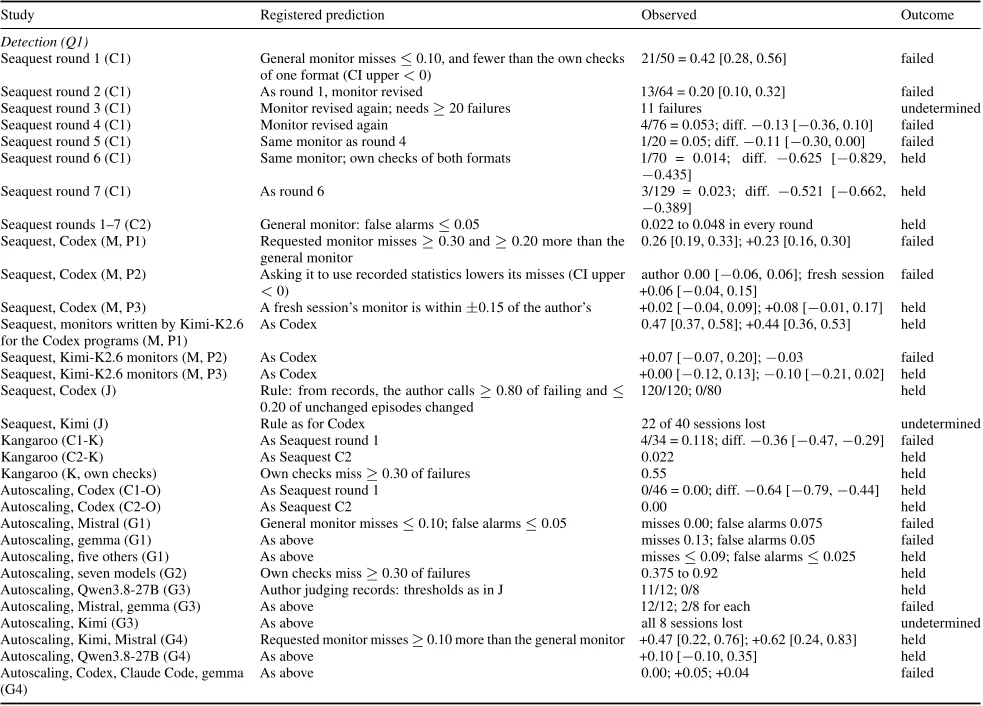 Study Registered prediction Observed Outcome
Detection (Q1)
Seaquest round 1 (C1) General monitor misses ≤ 0.10, and fewer than the own checks 21/50 = 0.42 [0.28, 0.56] failed
of one format (CI upper < 0)
Seaquest round 2 (C1) As round 1, monitor revised 13/64 = 0.20 [0.10, 0.32] failed
Seaquest round 3 (C1) Monitor revised again; needs ≥ 20 failures 11 failures undetermined
Seaquest round 4 (C1) Monitor revised again 4/76 = 0.053; diff. −0.13 [−0.36, 0.10] failed
Seaquest round 5 (C1) Same monitor as round 4 1/20 = 0.05; diff. −0.11 [−0.30, 0.00] failed
Seaquest round 6 (C1) Same monitor; own checks of both formats 1/70 = 0.014; diff. −0.625 [−0.829, held
−0.435]
Seaquest round 7 (C1) As round 6 3/129 = 0.023; diff. −0.521 [−0.662, held
−0.389]
Seaquest rounds 1–7 (C2) General monitor: false alarms ≤ 0.05 0.022 to 0.048 in every round held
Seaquest, Codex (M, P1) Requested monitor misses ≥ 0.30 and ≥ 0.20 more than the 0.26 [0.19, 0.33]; +0.23 [0.16, 0.30] failed
general monitor
Seaquest, Codex (M, P2) Asking it to use recorded statistics lowers its misses (CI upper author 0.00 [−0.06, 0.06]; fresh session failed
< 0) +0.06 [−0.04, 0.15]
Seaquest, Codex (M, P3) A fresh session's monitor is within ±0.15 of the author's +0.02 [−0.04, 0.09]; +0.08 [−0.01, 0.17] held
Seaquest, monitors written by Kimi-K2.6 As Codex 0.47 [0.37, 0.58]; +0.44 [0.36, 0.53] held
for the Codex programs (M, P1)
Seaquest, Kimi-K2.6 monitors (M, P2) As Codex +0.07 [−0.07, 0.20]; −0.03 failed
Seaquest, Kimi-K2.6 monitors (M, P3) As Codex +0.00 [−0.12, 0.13]; −0.10 [−0.21, 0.02] held
Seaquest, Codex (J) Rule: from records, the author calls ≥ 0.80 of failing and ≤ 120/120; 0/80 held
0.20 of unchanged episodes changed
Seaquest, Kimi (J) Rule as for Codex 22 of 40 sessions lost undetermined
Kangaroo (C1-K) As Seaquest round 1 4/34 = 0.118; diff. −0.36 [−0.47, −0.29] failed
Kangaroo (C2-K) As Seaquest C2 0.022 held
Kangaroo (K, own checks) Own checks miss ≥ 0.30 of failures 0.55 held
Autoscaling, Codex (C1-O) As Seaquest round 1 0/46 = 0.00; diff. −0.64 [−0.79, −0.44] held
Autoscaling, Codex (C2-O) As Seaquest C2 0.00 held
Autoscaling, Mistral (G1) General monitor misses ≤ 0.10; false alarms ≤ 0.05 misses 0.00; false alarms 0.075 failed
Autoscaling, gemma (G1) As above misses 0.13; false alarms 0.05 failed
Autoscaling, five others (G1) As above misses ≤ 0.09; false alarms ≤ 0.025 held
Autoscaling, seven models (G2) Own checks miss ≥ 0.30 of failures 0.375 to 0.92 held
Autoscaling, Qwen3.8-27B (G3) Author judging records: thresholds as in J 11/12; 0/8 held
Autoscaling, Mistral, gemma (G3) As above 12/12; 2/8 for each failed
Autoscaling, Kimi (G3) As above all 8 sessions lost undetermined
Autoscaling, Kimi, Mistral (G4) Requested monitor misses ≥ 0.10 more than the general monitor +0.47 [0.22, 0.76]; +0.62 [0.24, 0.83] held
Autoscaling, Qwen3.8-27B (G4) As above +0.10 [−0.10, 0.35] held
Autoscaling, Codex, Claude Code, gemma As above 0.00; +0.05; +0.04 failed
(G4)